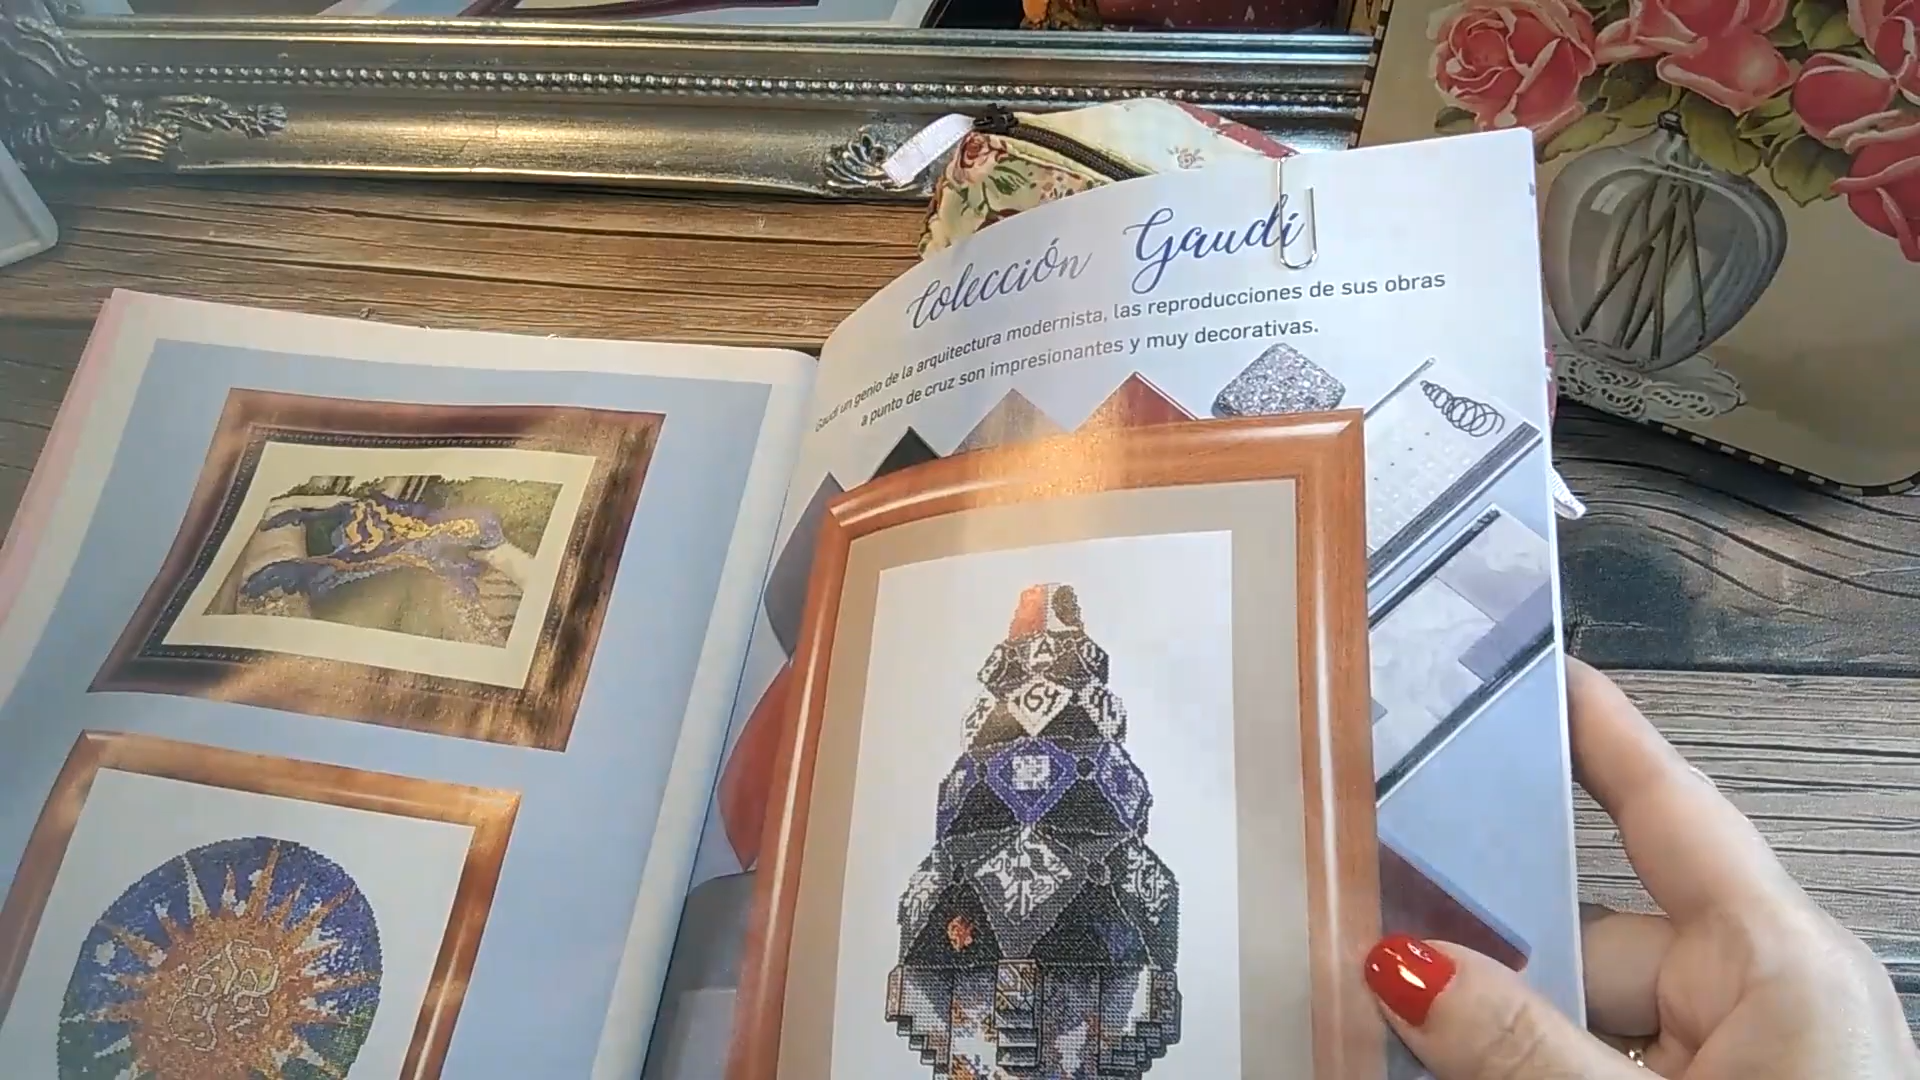 Colección Gaudí
Gaudí un genio de la arquitectura modernista, las reproducciones de sus obras
a punto de cruz son impresionantes y muy decorativas.
A